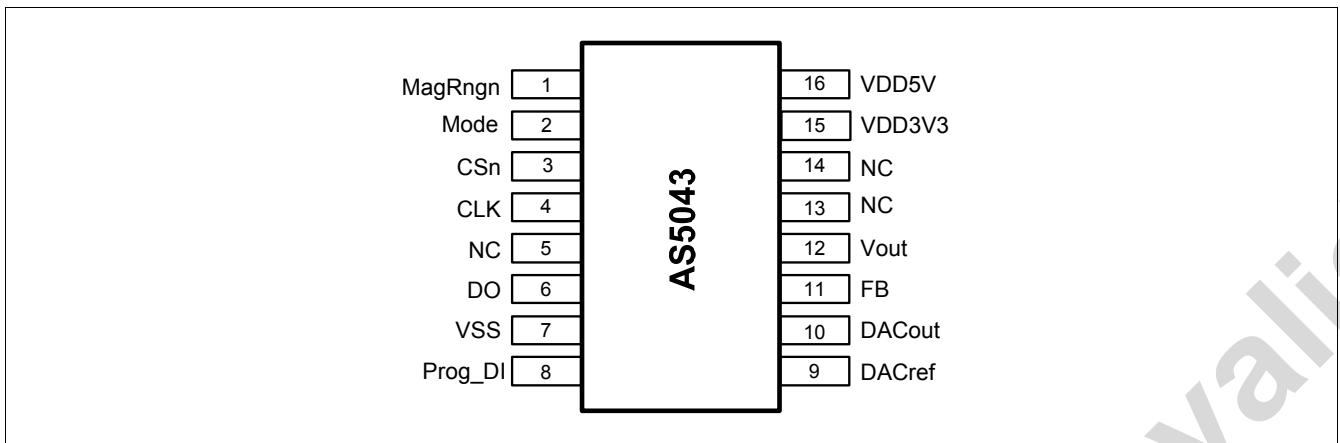 MagRngn 1
Mode 2
CSn 3
CLK 4
NC 5
DO 6
VSS 7
Prog_DI 8
AS5043
16 VDD5V
15 VDD3V3
14 NC
13 NC
12 Vout
11 FB
10 DACout
9 DACref